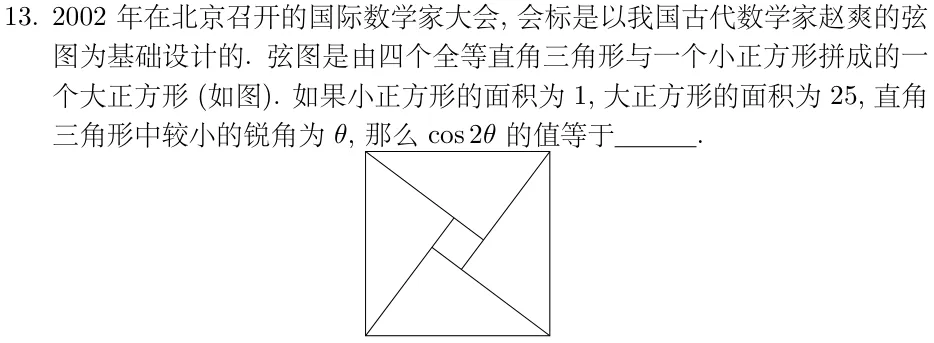 13. 2002 年在北京召开的国际数学家大会, 会标是以我国古代数学家赵爽的弦
图为基础设计的. 弦图是由四个全等直角三角形与一个小正方形拼成的一
个大正方形 (如图). 如果小正方形的面积为 1, 大正方形的面积为 25, 直角
三角形中较小的锐角为 θ, 那么 cos 2θ 的值等于______.